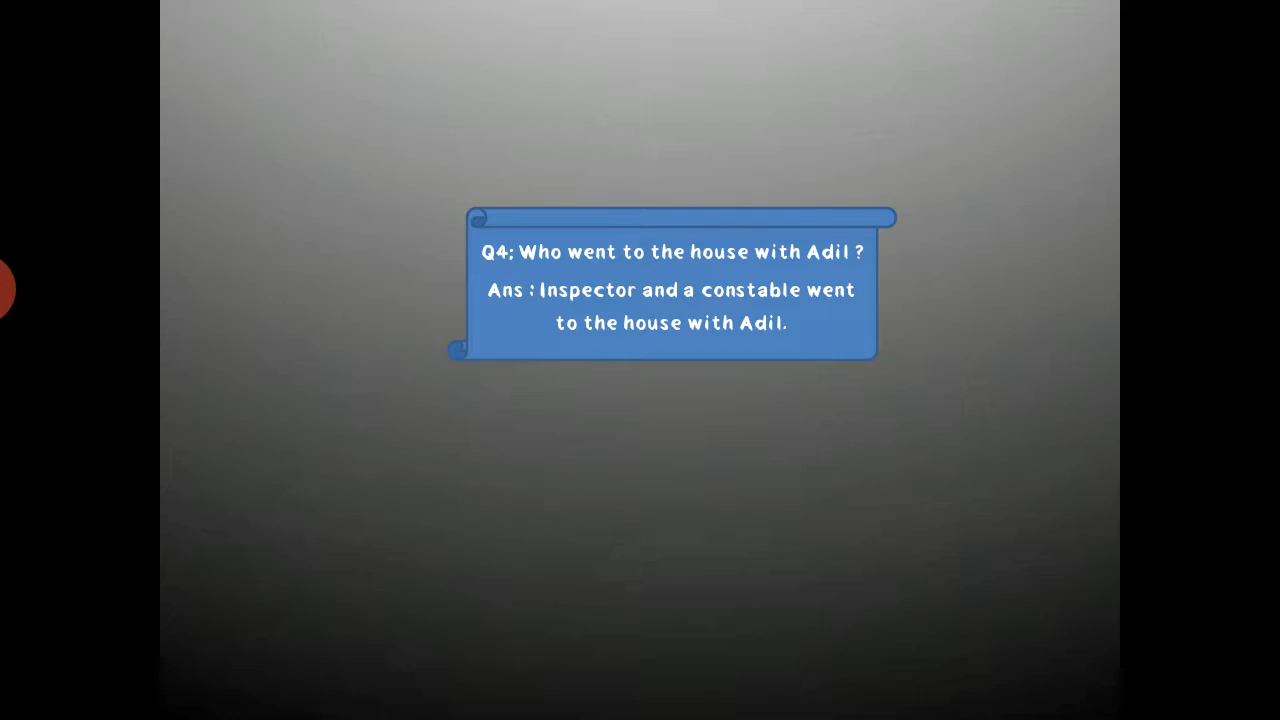 Q4: Who went to the house with Adil ?
Ans : Inspector and a constable went
to the house with Adil.